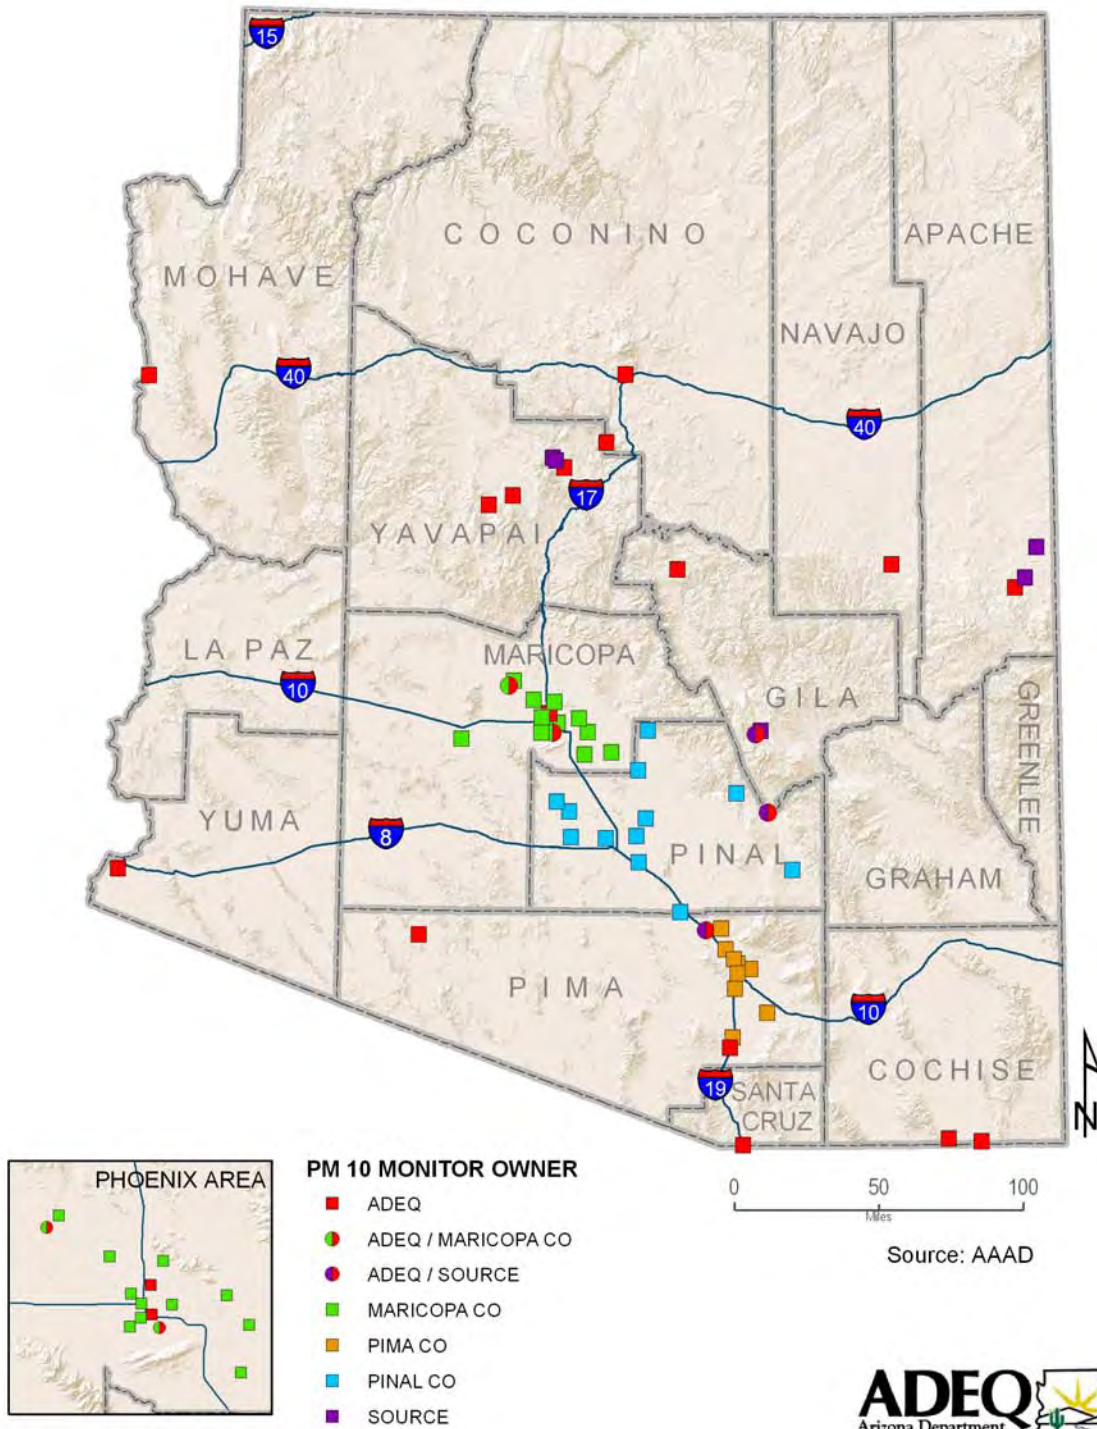 15
COCONINO
APACHE
MOHAVE
NAVAJO
40
40
17
YAVAPAI
LA PAZ
MARICOPA
10
GILA
GREENLEE
YUMA
8
PINAL
GRAHAM
PIMA
10
COCHISE
19
SANTA
CRUZ
N
PHOENIX AREA
PM 10 MONITOR OWNER
ADEQ
ADEQ / MARICOPA CO
ADEQ / SOURCE
MARICOPA CO
PIMA CO
PINAL CO
SOURCE
0 50 100
Miles
Source: AAAD
ADEQ
Arizona Department